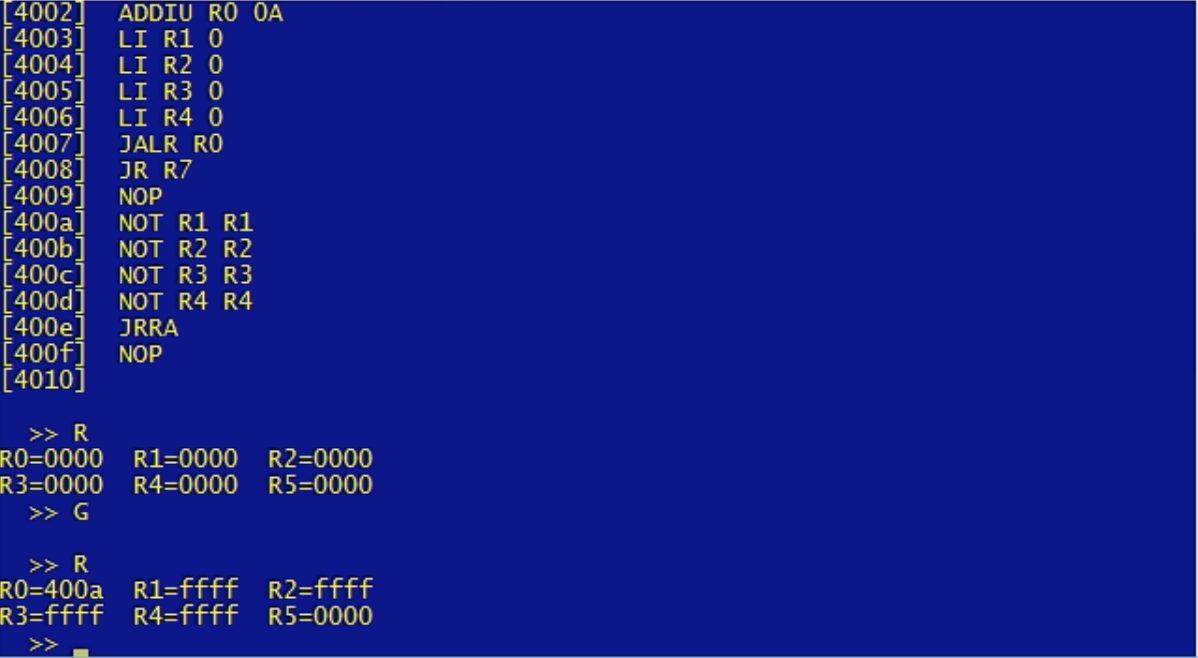 [4002] ADDIU R0 0A
[4003] LI R1 0
[4004] LI R2 0
[4005] LI R3 0
[4006] LI R4 0
[4007] JALR R0
[4008] JR R7
[4009] NOP
[400a] NOT R1 R1
[400b] NOT R2 R2
[400c] NOT R3 R3
[400d] NOT R4 R4
[400e] JRRA
[400f] NOP
[4010]
>> R
R0=0000 R1=0000 R2=0000
R3=0000 R4=0000 R5=0000
>> G
>> R
R0=400a R1=ffff R2=ffff
R3=ffff R4=ffff R5=0000
>> _